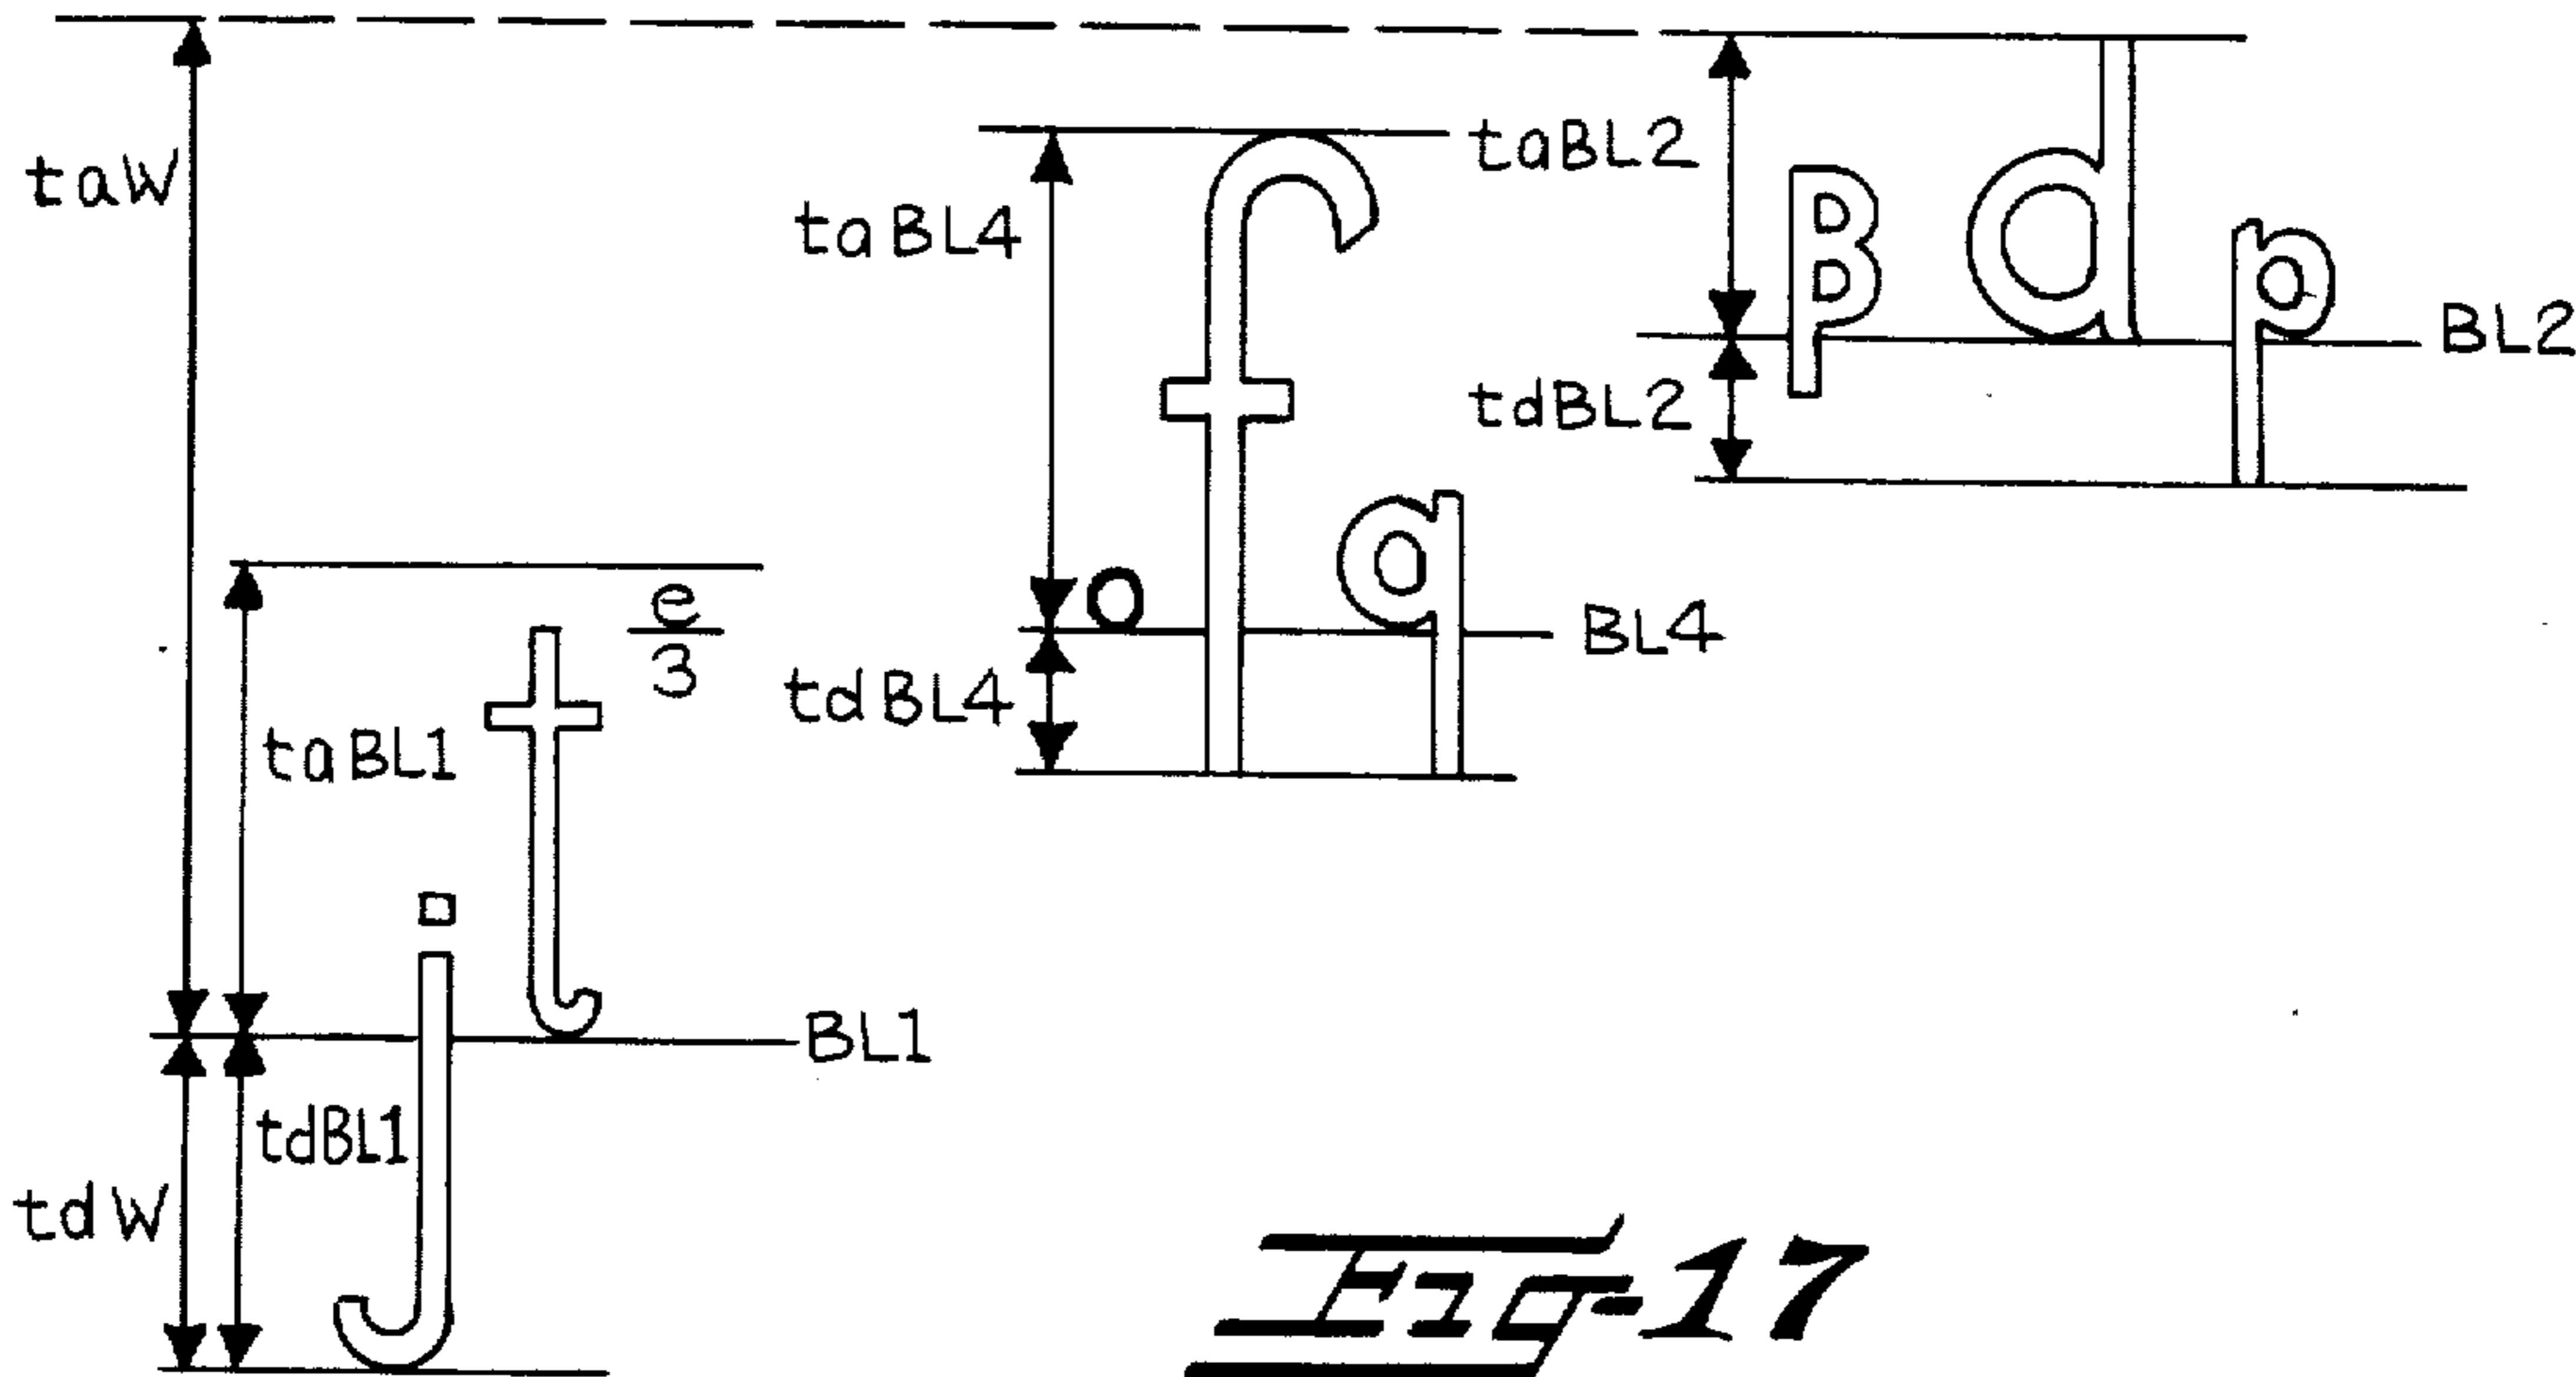 taW
taBL4
taBL2
β d p
BL2
tdBL2
f
o q
BL4
tdBL4
e
3
t
taBL1
j
BL1
tdBL1
tdW
Fig-17